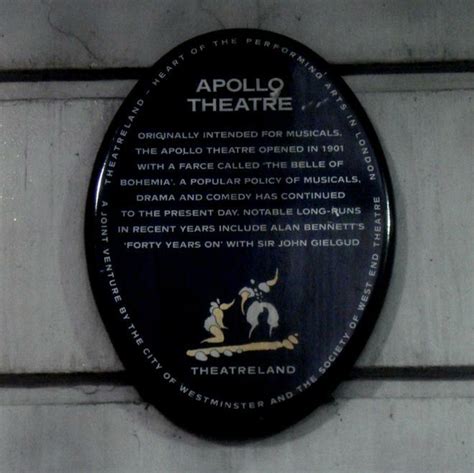 THEATRELAND – HEART OF THE PERFORMING ARTS IN LONDON
APOLLO
THEATRE
ORIGINALLY INTENDED FOR MUSICALS,
THE APOLLO THEATRE OPENED IN 1901
WITH A FARCE CALLED 'THE BELLE OF
BOHEMIA'. A POPULAR POLICY OF MUSICALS,
DRAMA AND COMEDY HAS CONTINUED
TO THE PRESENT DAY. NOTABLE LONG-RUNS
IN RECENT YEARS INCLUDE ALAN BENNETT'S
'FORTY YEARS ON' WITH SIR JOHN GIELGUD
THEATRELAND
A JOINT VENTURE BY THE CITY OF WESTMINSTER AND THE SOCIETY OF WEST END THEATRE